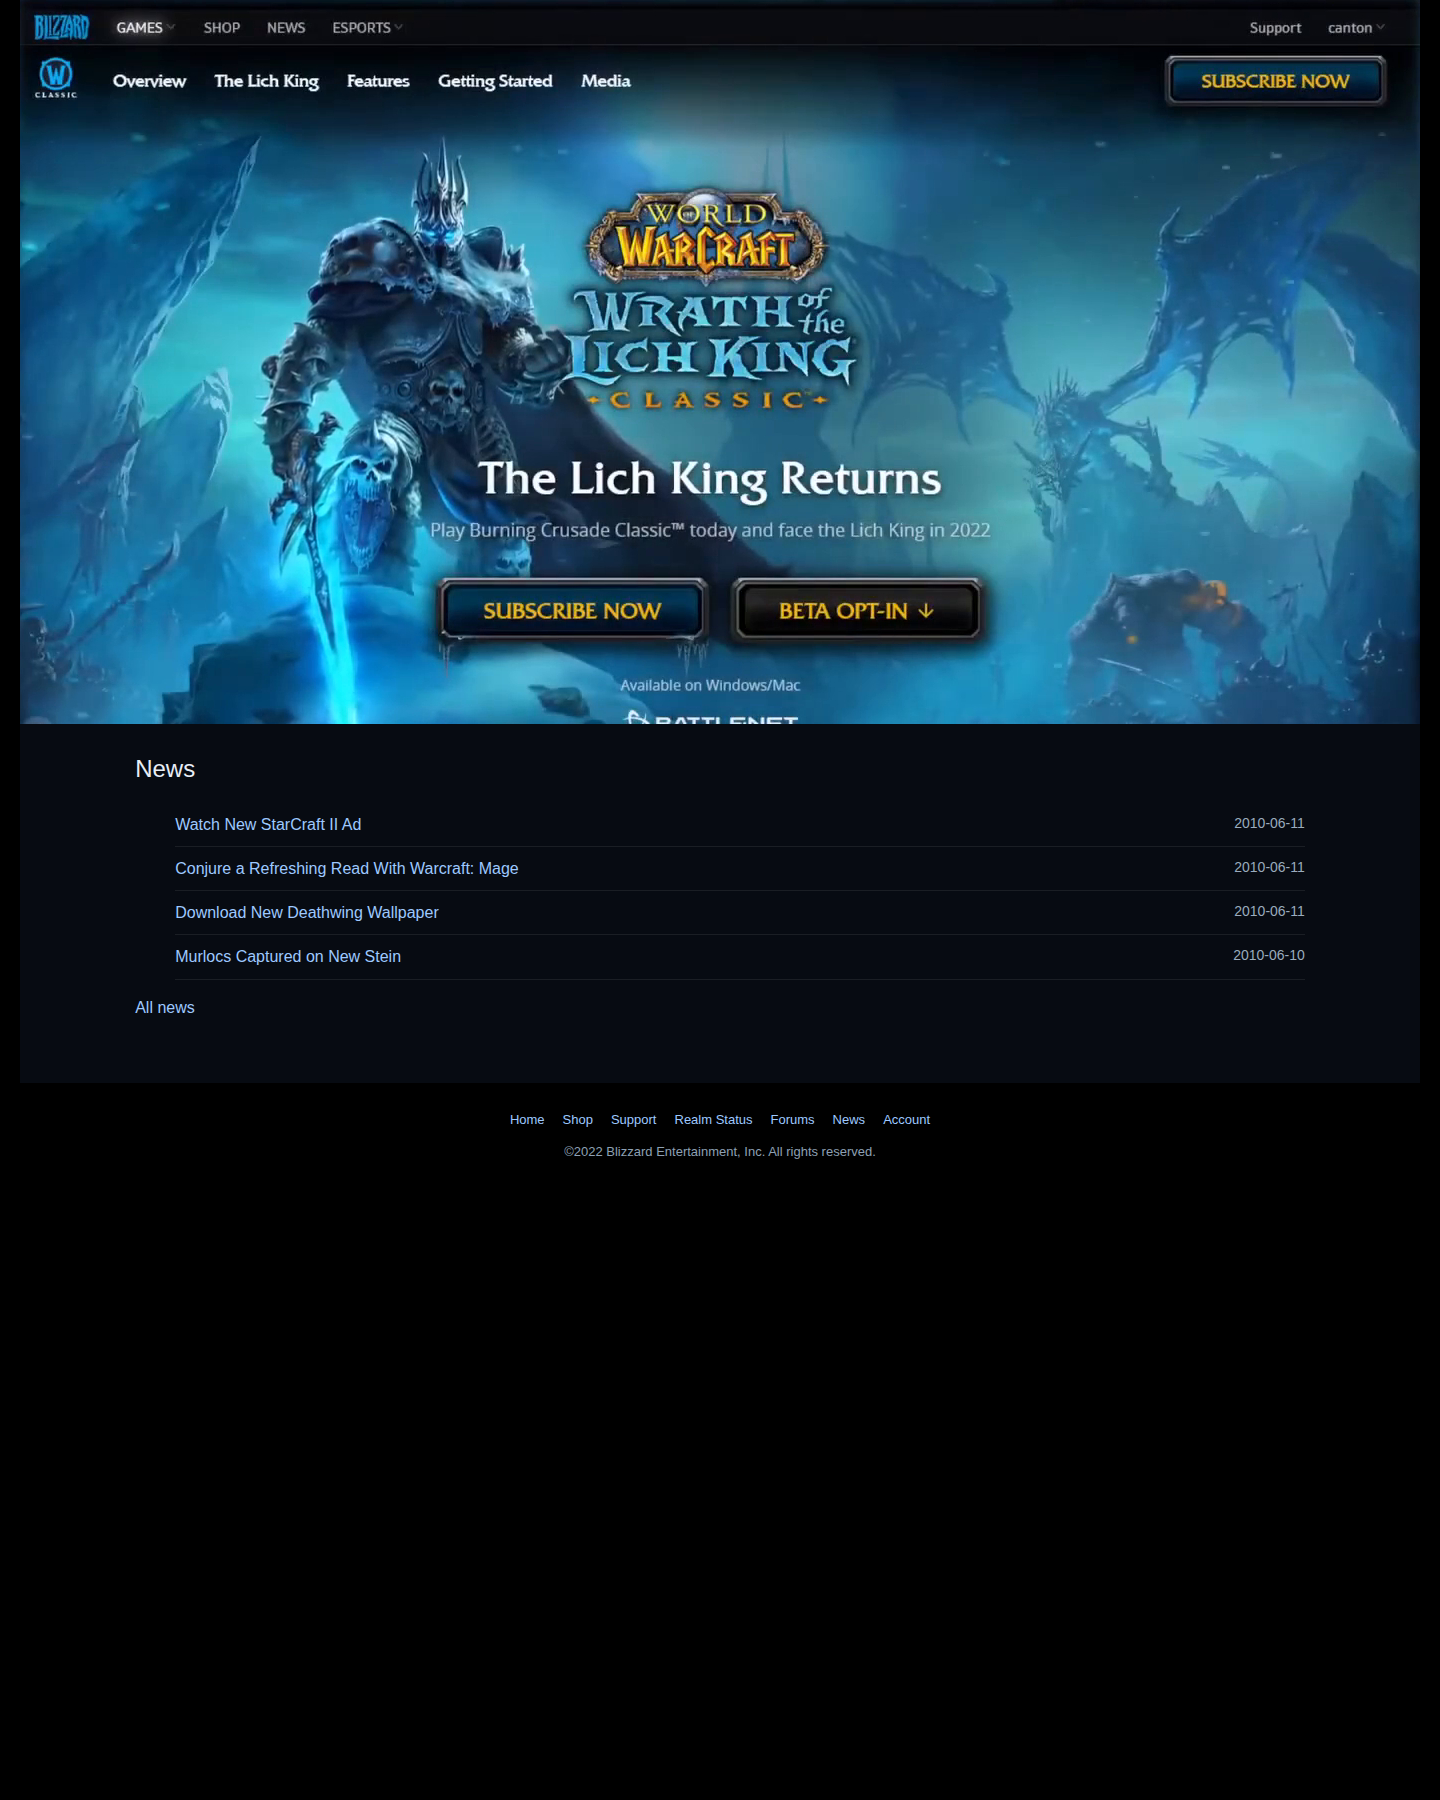 BLIZZARD GAMES SHOP NEWS ESPORTS Support canton
W CLASSIC Overview The Lich King Features Getting Started Media SUBSCRIBE NOW
WORLD
WARCRAFT
WRATH of the
LICH KING
CLASSIC™
The Lich King Returns
Play Burning Crusade Classic™ today and face the Lich King in 2022
SUBSCRIBE NOW BETA OPT-IN ↓
Available on Windows/Mac
BATTLE.NET
News
Watch New StarCraft II Ad 2010-06-11
Conjure a Refreshing Read With Warcraft: Mage 2010-06-11
Download New Deathwing Wallpaper 2010-06-11
Murlocs Captured on New Stein 2010-06-10
All news
Home Shop Support Realm Status Forums News Account
©2022 Blizzard Entertainment, Inc. All rights reserved.